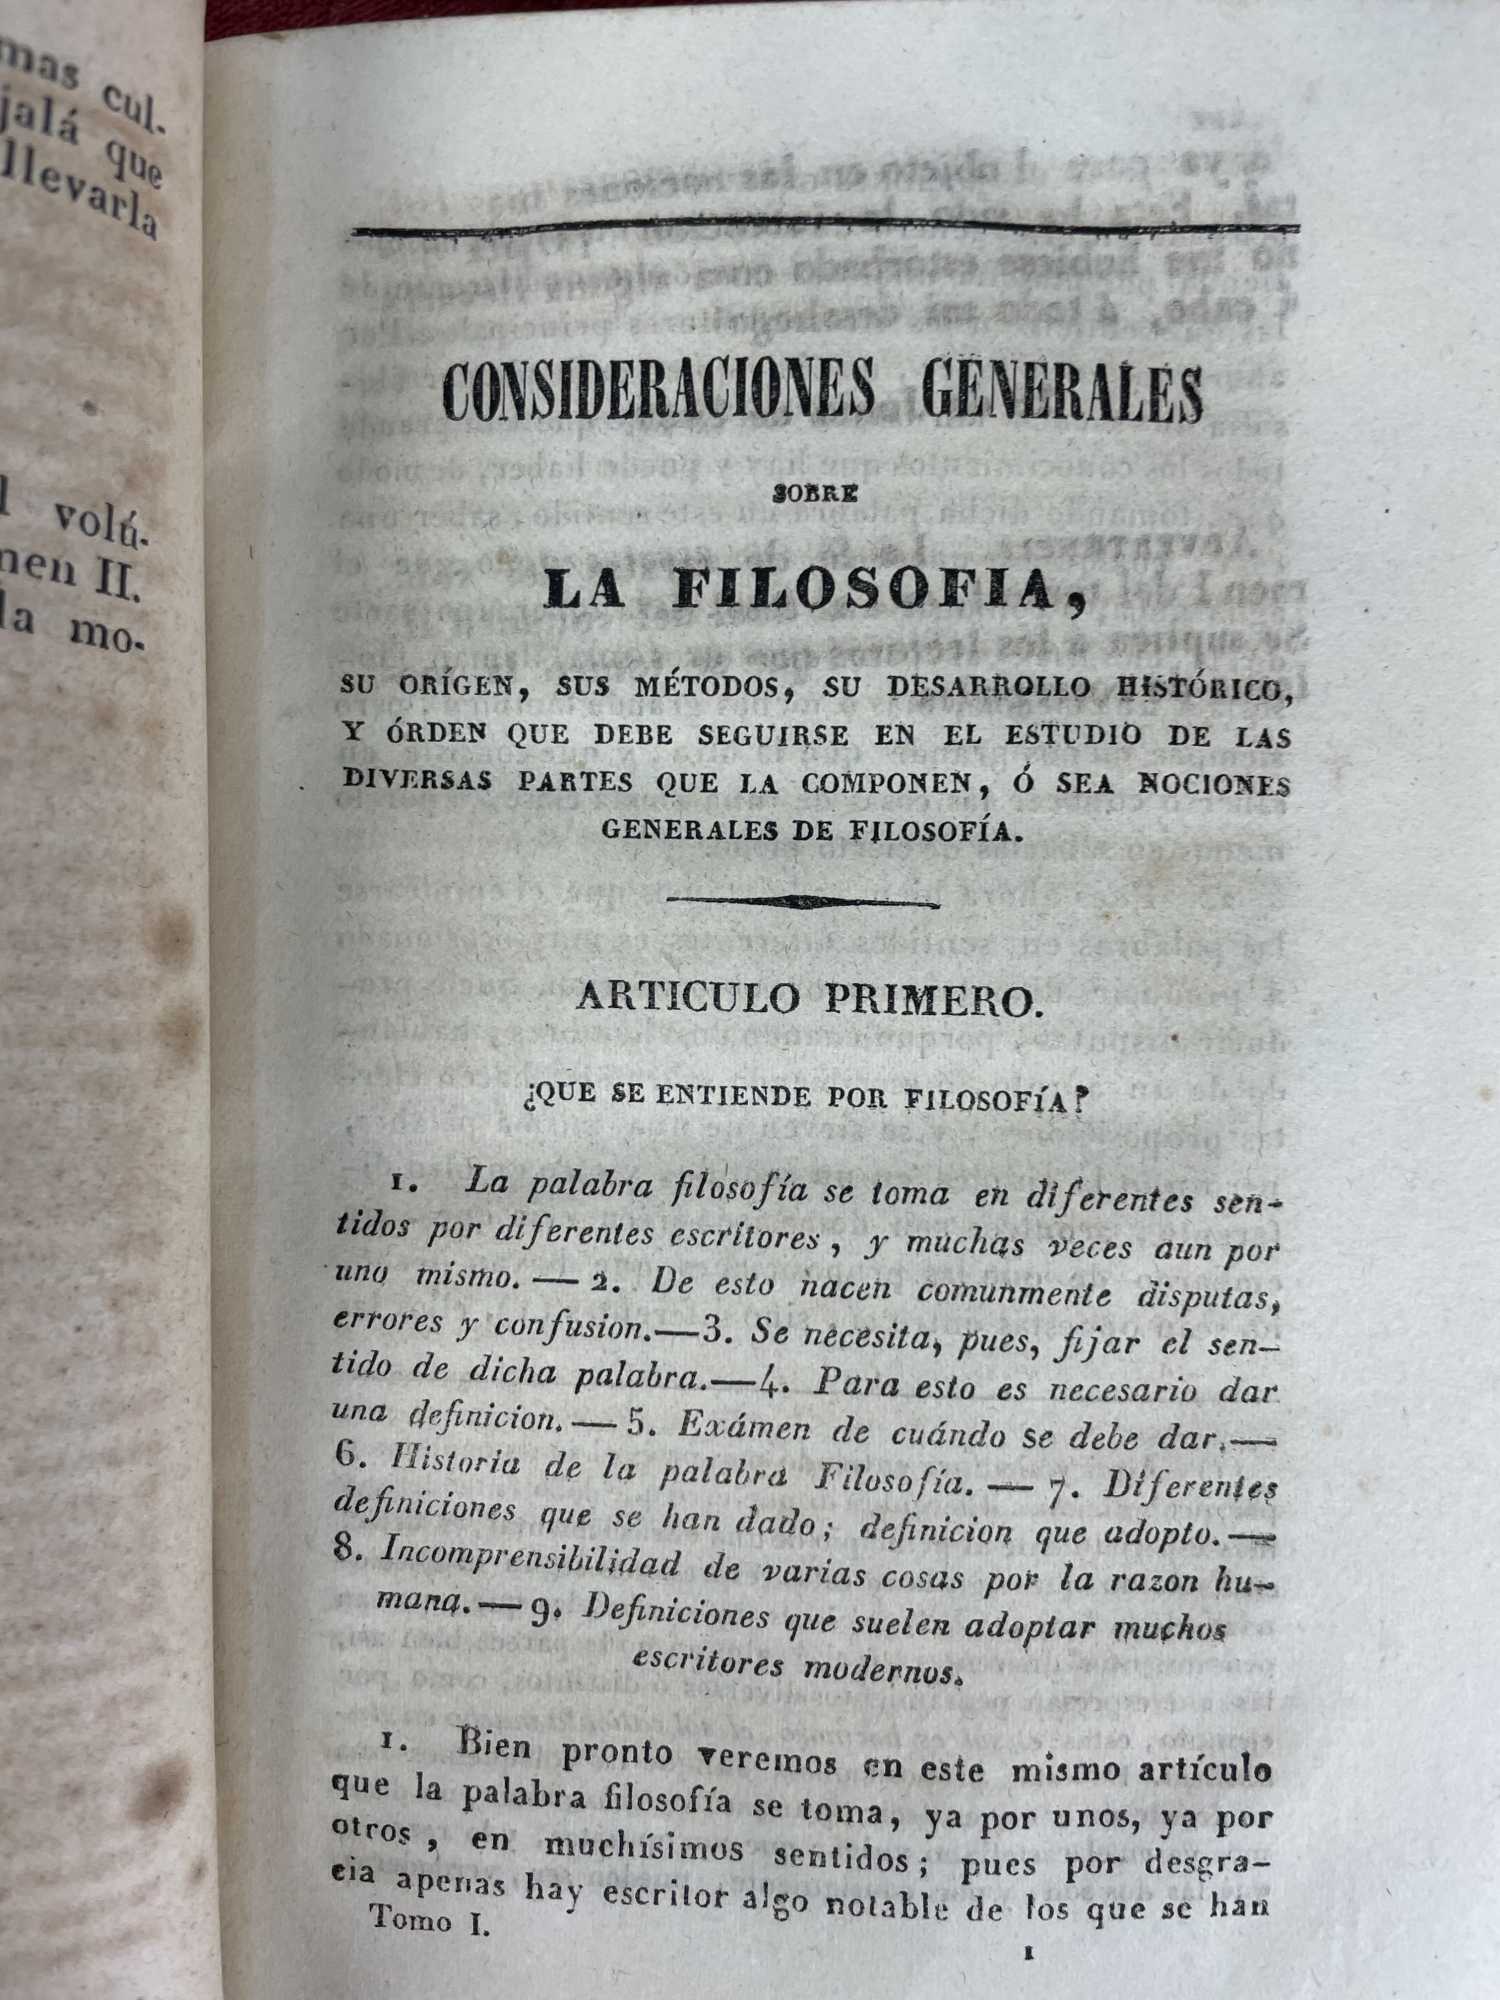 mas cul-
jalá que
llevarla
volú-
men II.
la mo-
CONSIDERACIONES GENERALES
SOBRE
LA FILOSOFIA,
SU ORÍGEN, SUS MÉTODOS, SU DESARROLLO HISTÓRICO,
Y ÓRDEN QUE DEBE SEGUIRSE EN EL ESTUDIO DE LAS
DIVERSAS PARTES QUE LA COMPONEN, Ó SEA NOCIONES
GENERALES DE FILOSOFÍA.
ARTICULO PRIMERO.
¿QUE SE ENTIENDE POR FILOSOFÍA?
1. La palabra filosofía se toma en diferentes sen-
tidos por diferentes escritores, y muchas veces aun por
uno mismo.—2. De esto nacen comunmente disputas,
errores y confusion.—3. Se necesita, pues, fijar el sen-
tido de dicha palabra.—4. Para esto es necesario dar
una definicion.—5. Exámen de cuándo se debe dar.—
6. Historia de la palabra Filosofía.—7. Diferentes
definiciones que se han dado; definicion que adopto.—
8. Incomprensibilidad de varias cosas por la razon hu-
mana.—9. Definiciones que suelen adoptar muchos
escritores modernos.
1. Bien pronto veremos en este mismo artículo
que la palabra filosofía se toma, ya por unos, ya por
otros, en muchísimos sentidos; pues por desgra-
cia apenas hay escritor algo notable de los que se han
Tomo I.
1